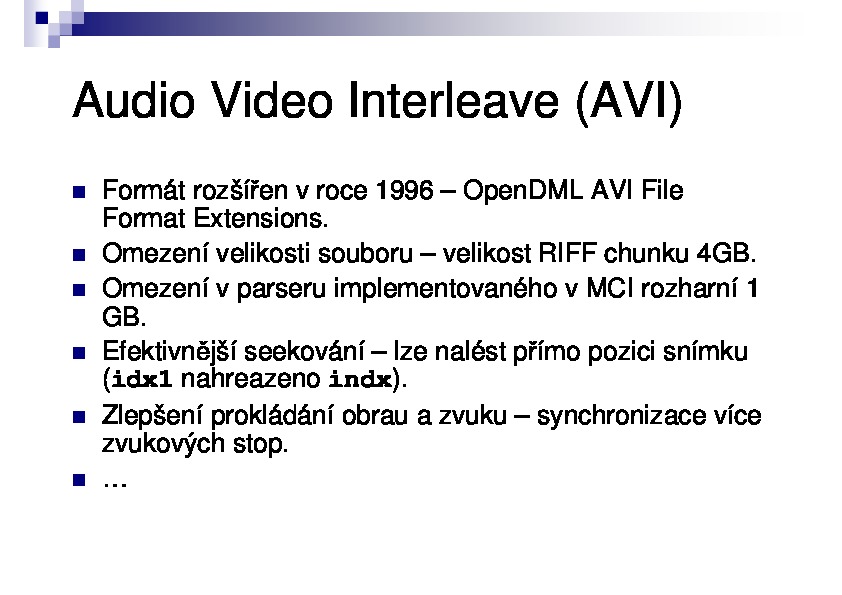 Audio Video Interleave (AVI)
Formát rozšířen v roce 1996 – OpenDML AVI File
Format Extensions.
Omezení velikosti souboru – velikost RIFF chunku 4GB.
Omezení v parseru implementovaného v MCI rozharní 1
GB.
Efektivnější seekování – lze nalést přímo pozici snímku
(idx1 nahreazeno indx).
Zlepšení prokládání obrau a zvuku – synchronizace více
zvukových stop.
…